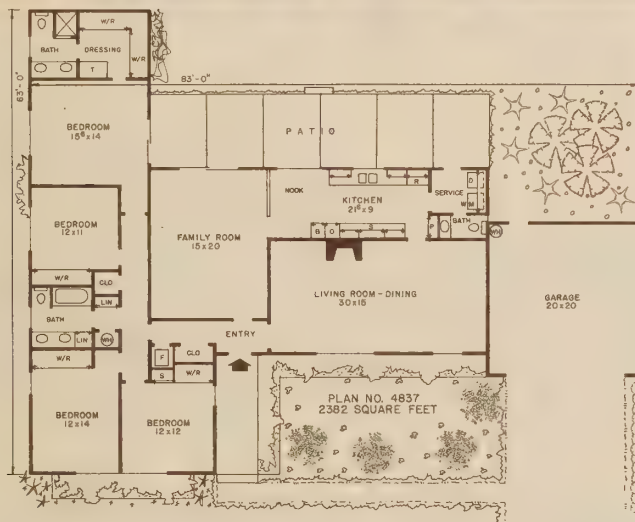 W/R
BATH
DRESSING
W/R
T
63'-0"
83'-0"
BEDROOM
15⁶x14
PATIO
NOOK
KITCHEN
21⁶x9
R
SERVICE
D
WM
BEDROOM
12x11
FAMILY ROOM
15x20
B
O
S
P
BATH
WH
W/R
CLO
LIN
LIVING ROOM - DINING
30x15
GARAGE
20x20
BATH
LIN
WH
ENTRY
W/R
F
CLO
S
W/R
BEDROOM
12x14
BEDROOM
12x12
PLAN NO. 4837
2382 SQUARE FEET